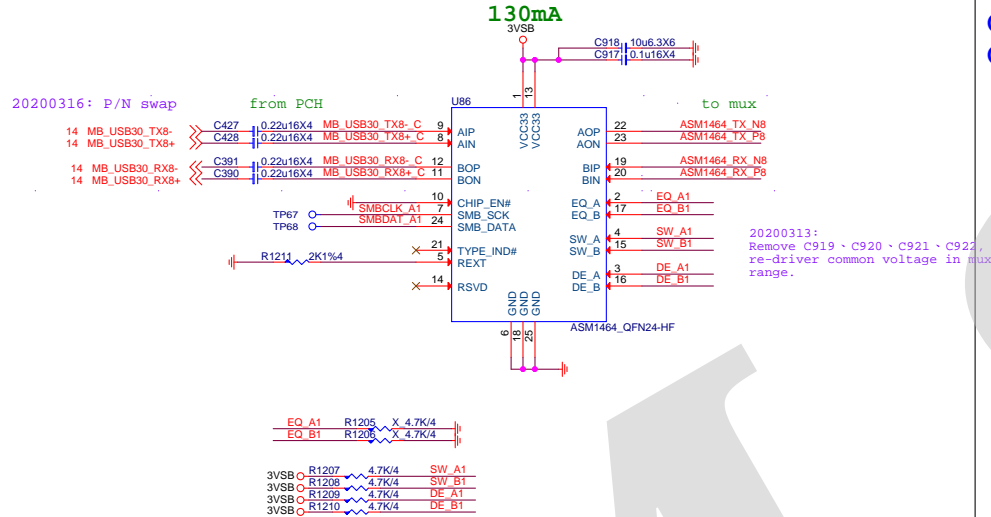 130mA
3VSB
C918 10u6.3X6
C917 0.1u16X4
20200316: P/N swap from PCH to mux
U86
1 13
VCC33 VCC33
14 MB_USB30_TX8- C427 0.22u16X4 MB_USB30_TX8-_C 9 AIP AOP 22 ASM1464_TX_N8
14 MB_USB30_TX8+ C428 0.22u16X4 MB_USB30_TX8+_C 8 AIN AON 23 ASM1464_TX_P8
14 MB_USB30_RX8- C391 0.22u16X4 MB_USB30_RX8-_C 12 BOP BIP 19 ASM1464_RX_N8
14 MB_USB30_RX8+ C390 0.22u16X4 MB_USB30_RX8+_C 11 BON BIN 20 ASM1464_RX_P8
10 CHIP_EN# EQ_A 2 EQ_A1
TP67 SMBCLK_A1 7 SMB_SCK EQ_B 17 EQ_B1
TP68 SMBDAT_A1 24 SMB_DATA
SW_A 4 SW_A1
21 TYPE_IND# SW_B 15 SW_B1
R1211 2K1%4 5 REXT
DE_A 3 DE_A1
14 RSVD DE_B 16 DE_B1
20200313:
Remove C919、C920、C921、C922,
re-driver common voltage in mux
range.
GND GND GND
6 18 25
ASM1464_QFN24-HF
EQ_A1 R1205 X_4.7K/4
EQ_B1 R1206 X_4.7K/4
3VSB R1207 4.7K/4 SW_A1
3VSB R1208 4.7K/4 SW_B1
3VSB R1209 4.7K/4 DE_A1
3VSB R1210 4.7K/4 DE_B1